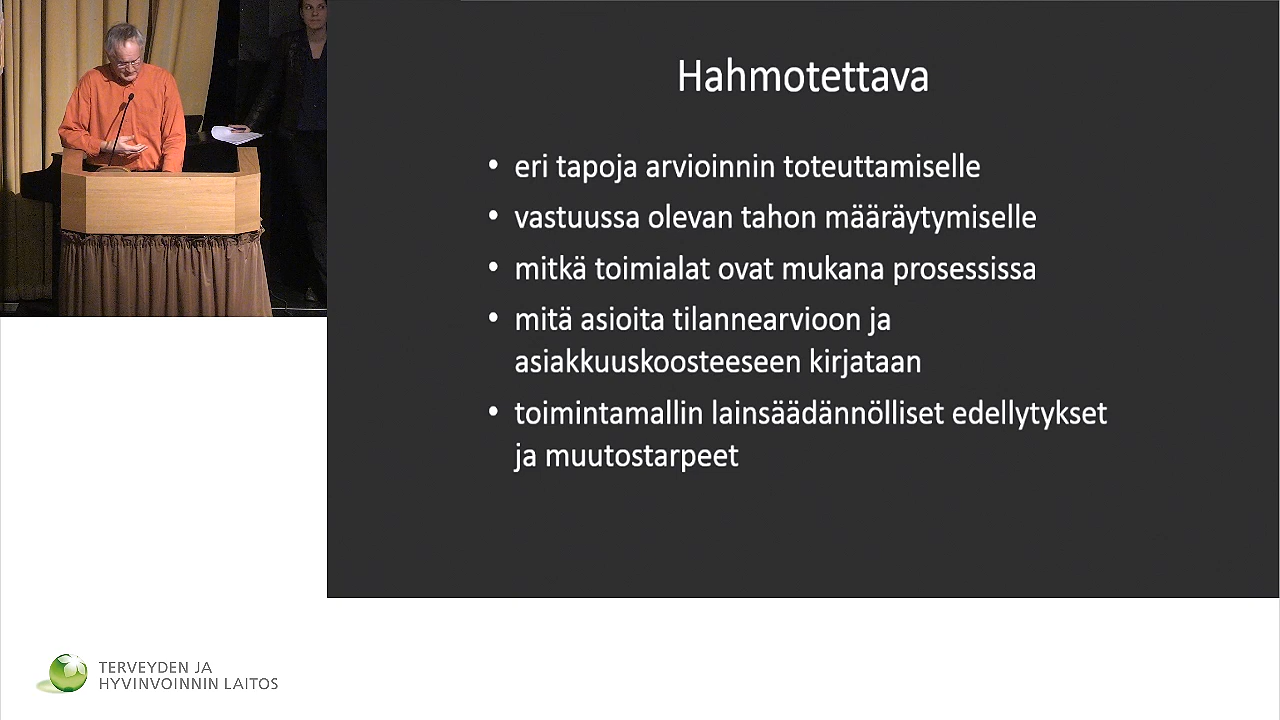 Hahmotettava
• eri tapoja arvioinnin toteuttamiselle
• vastuussa olevan tahon määräytymiselle
• mitkä toimialat ovat mukana prosessissa
• mitä asioita tilannearvioon ja
asiakkuuskoosteeseen kirjataan
• toimintamallin lainsäädännölliset edellytykset
ja muutostarpeet
TERVEYDEN JA
HYVINVOINNIN LAITOS